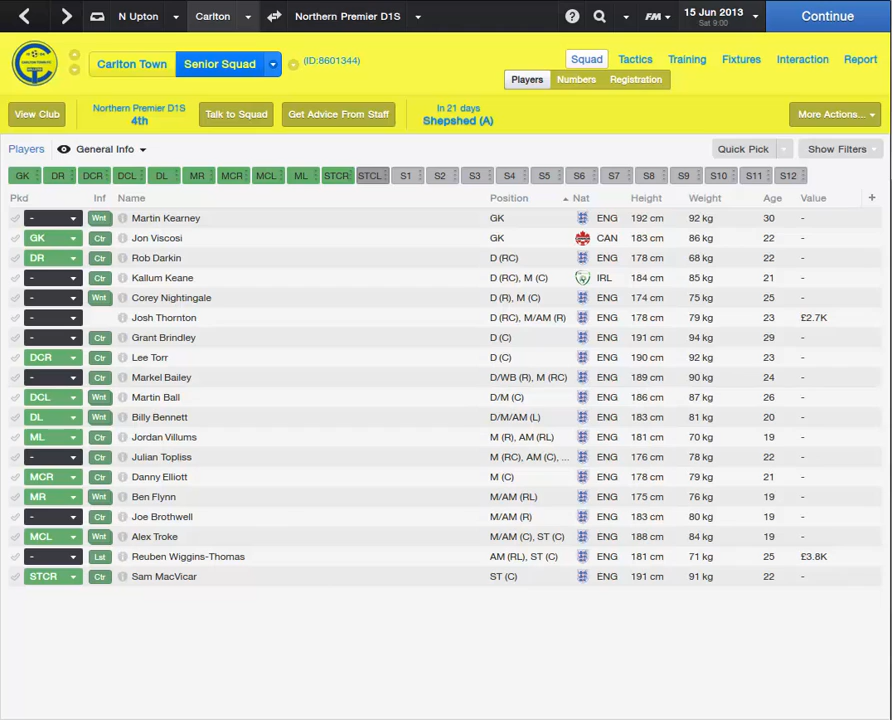 N Upton Carlton Northern Premier D1S ? FM 15 Jun 2013 Sat 9:00 Continue
Carlton Town Senior Squad (ID:8601344) Squad Tactics Training Fixtures Interaction Report
Players Numbers Registration
View Club Northern Premier D1S 4th Talk to Squad Get Advice From Staff In 21 days Shepshed (A) More Actions...
Players General Info Quick Pick Show Filters
GK DR DCR DCL DL MR MCR MCL ML STCR STCL S1 S2 S3 S4 S5 S6 S7 S8 S9 S10 S11 S12
Pkd Inf Name Position Nat Height Weight Age Value +
- Wnt Martin Kearney GK ENG 192 cm 92 kg 30 -
GK Ctr Jon Viscosi GK CAN 183 cm 86 kg 22 -
DR Ctr Rob Darkin D (RC) ENG 178 cm 68 kg 22 -
- Ctr Kallum Keane D (RC), M (C) IRL 184 cm 85 kg 21 -
- Wnt Corey Nightingale D (R), M (C) ENG 174 cm 75 kg 25 -
- Josh Thornton D (RC), M/AM (R) ENG 178 cm 79 kg 23 £2.7K
- Ctr Grant Brindley D (C) ENG 191 cm 94 kg 29 -
DCR Ctr Lee Torr D (C) ENG 190 cm 92 kg 23 -
- Ctr Markel Bailey D/WB (R), M (RC) ENG 189 cm 90 kg 24 -
DCL Wnt Martin Ball D/M (C) ENG 186 cm 87 kg 26 -
DL Wnt Billy Bennett D/M/AM (L) ENG 183 cm 81 kg 20 -
ML Ctr Jordan Villums M (R), AM (RL) ENG 181 cm 70 kg 19 -
- Ctr Julian Topliss M (RC), AM (C), ... ENG 176 cm 78 kg 22 -
MCR Ctr Danny Elliott M (C) ENG 178 cm 79 kg 21 -
MR Wnt Ben Flynn M/AM (RL) ENG 175 cm 76 kg 19 -
- Ctr Joe Brothwell M/AM (R) ENG 183 cm 80 kg 19 -
MCL Wnt Alex Troke M/AM (C), ST (C) ENG 188 cm 84 kg 19 -
- Lst Reuben Wiggins-Thomas AM (RL), ST (C) ENG 181 cm 71 kg 25 £3.8K
STCR Ctr Sam MacVicar ST (C) ENG 191 cm 91 kg 22 -